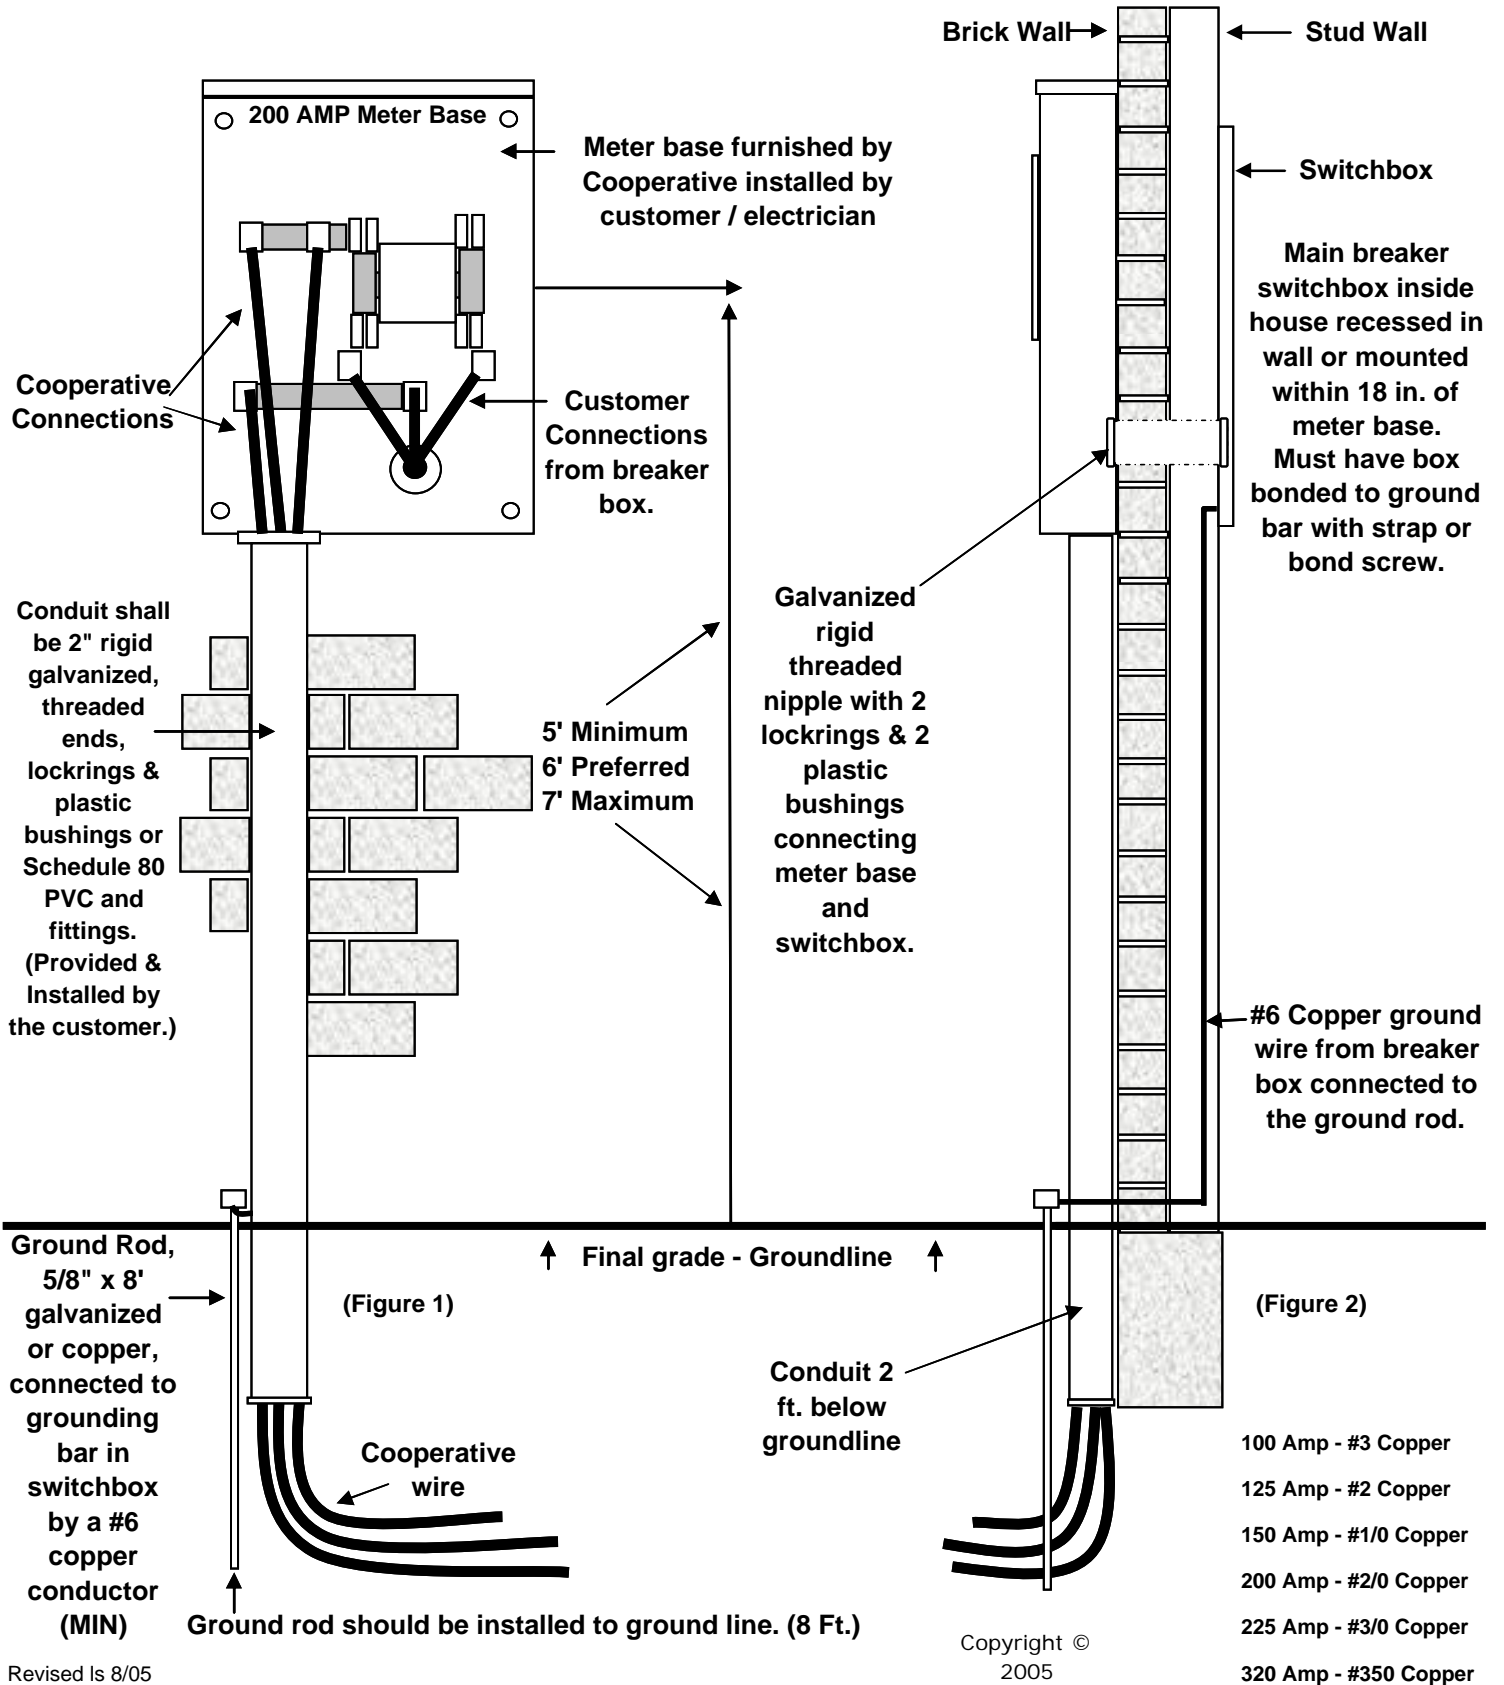 Brick Wall
Stud Wall
200 AMP Meter Base
Meter base furnished by
Cooperative installed by
customer / electrician
Switchbox
Main breaker
switchbox inside
house recessed in
wall or mounted
within 18 in. of
meter base.
Must have box
bonded to ground
bar with strap or
bond screw.
Cooperative
Connections
Customer
Connections
from breaker
box.
Conduit shall
be 2" rigid
galvanized,
threaded
ends,
lockrings &
plastic
bushings or
Schedule 80
PVC and
fittings.
(Provided &
Installed by
the customer.)
5' Minimum
6' Preferred
7' Maximum
Galvanized
rigid
threaded
nipple with 2
lockrings & 2
plastic
bushings
connecting
meter base
and
switchbox.
#6 Copper ground
wire from breaker
box connected to
the ground rod.
Ground Rod,
5/8" x 8'
galvanized
or copper,
connected to
grounding
bar in
switchbox
by a #6
copper
conductor
(MIN)
Final grade - Groundline
(Figure 1)
(Figure 2)
Conduit 2
ft. below
groundline
Cooperative
wire
Ground rod should be installed to ground line. (8 Ft.)
100 Amp - #3 Copper
125 Amp - #2 Copper
150 Amp - #1/0 Copper
200 Amp - #2/0 Copper
225 Amp - #3/0 Copper
320 Amp - #350 Copper
Copyright ©
2005
Revised ls 8/05